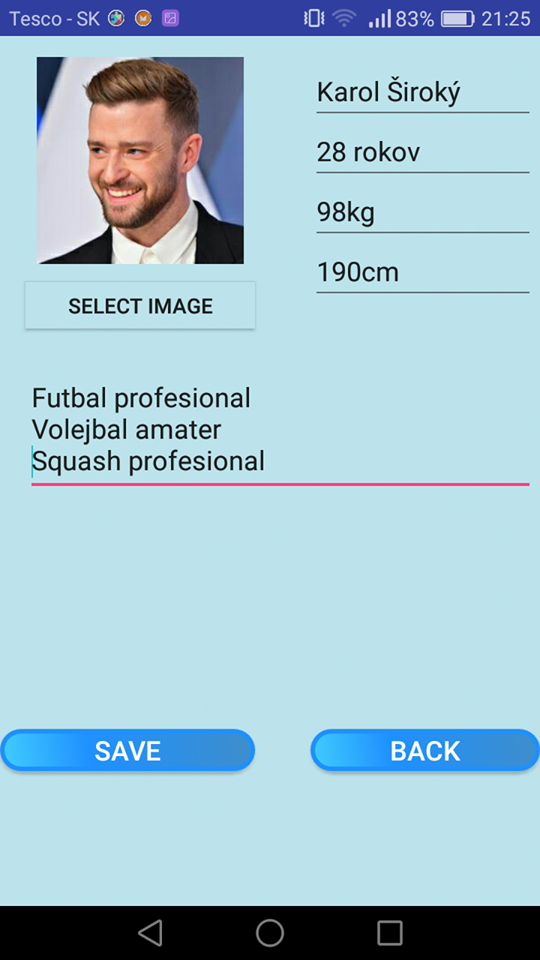 Tesco - SK 83% 21:25
Karol Široký
28 rokov
98kg
190cm
SELECT IMAGE
Futbal profesional
Volejbal amater
Squash profesional
SAVE BACK